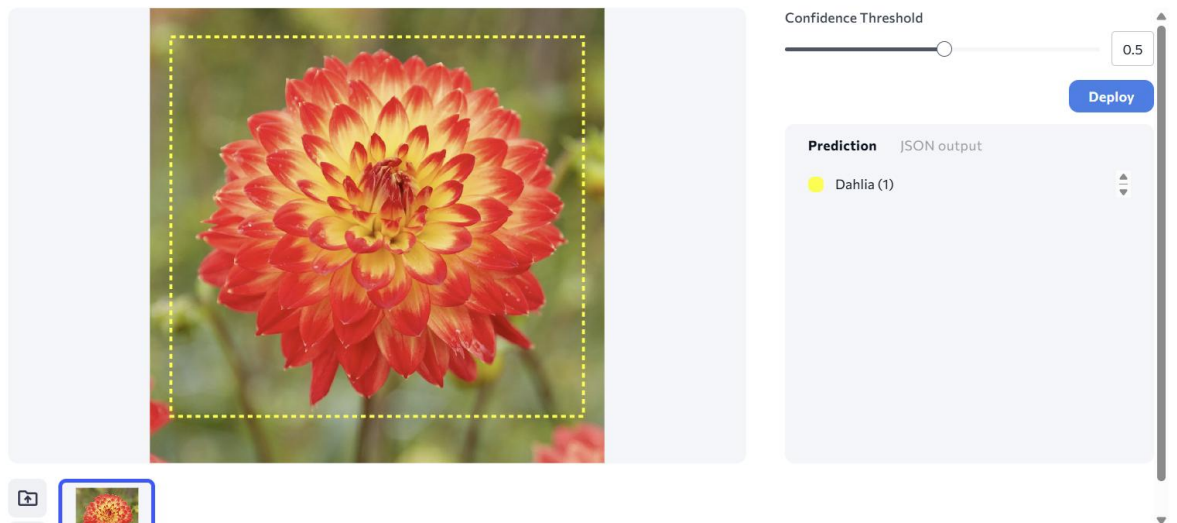 Confidence Threshold
0.5
Deploy
Prediction JSON output
Dahlia (1)